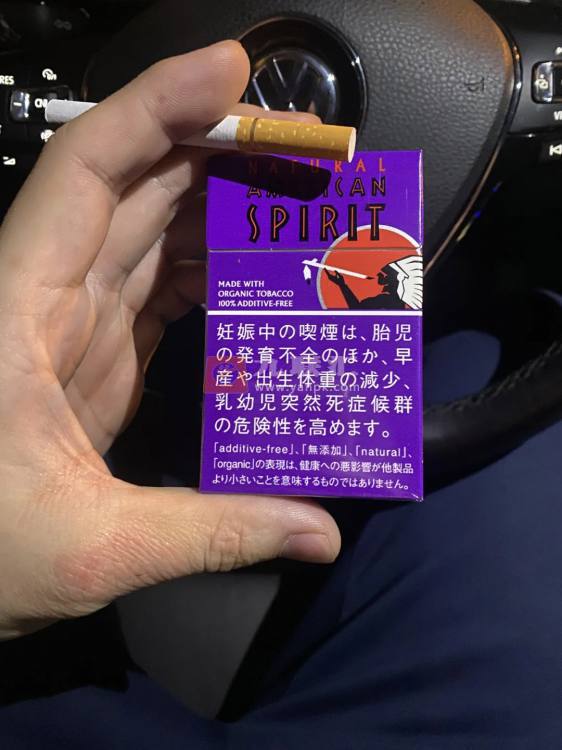 RES
CN
NATURAL
AMERICAN
SPIRIT
MADE WITH
ORGANIC TOBACCO
100% ADDITIVE-FREE
妊娠中の喫煙は、胎児
の発育不全のほか、早
産や出生体重の減少、
乳幼児突然死症候群
の危険性を高めます。
www.yanpk.com
「additive-free」、「無添加」、「natural」、
「organic」の表現は、健康への悪影響が他製品
より小さいことを意味するものではありません。